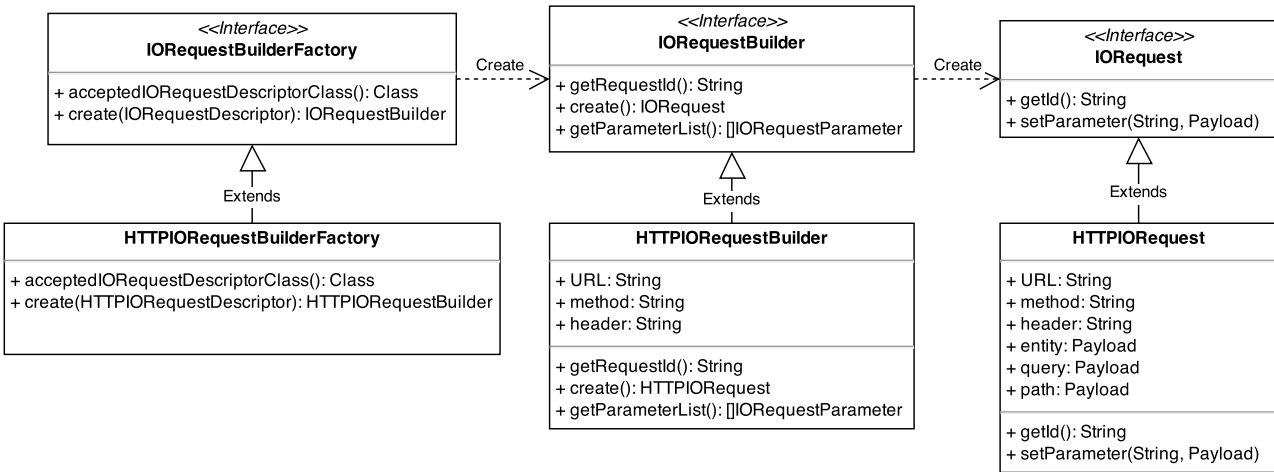 <<Interface>>
IORequestBuilderFactory
+ acceptedIORequestDescriptorClass(): Class
+ create(IORequestDescriptor): IORequestBuilder
Create
<<Interface>>
IORequestBuilder
+ getRequestId(): String
+ create(): IORequest
+ getParameterList(): []IORequestParameter
Create
<<Interface>>
IORequest
+ getId(): String
+ setParameter(String, Payload)
Extends
Extends
Extends
HTTPIORequestBuilderFactory
+ acceptedIORequestDescriptorClass(): Class
+ create(HTTPIORequestDescriptor): HTTPIORequestBuilder
HTTPIORequestBuilder
+ URL: String
+ method: String
+ header: String
+ getRequestId(): String
+ create(): HTTPIORequest
+ getParameterList(): []IORequestParameter
HTTPIORequest
+ URL: String
+ method: String
+ header: String
+ entity: Payload
+ query: Payload
+ path: Payload
+ getId(): String
+ setParameter(String, Payload)